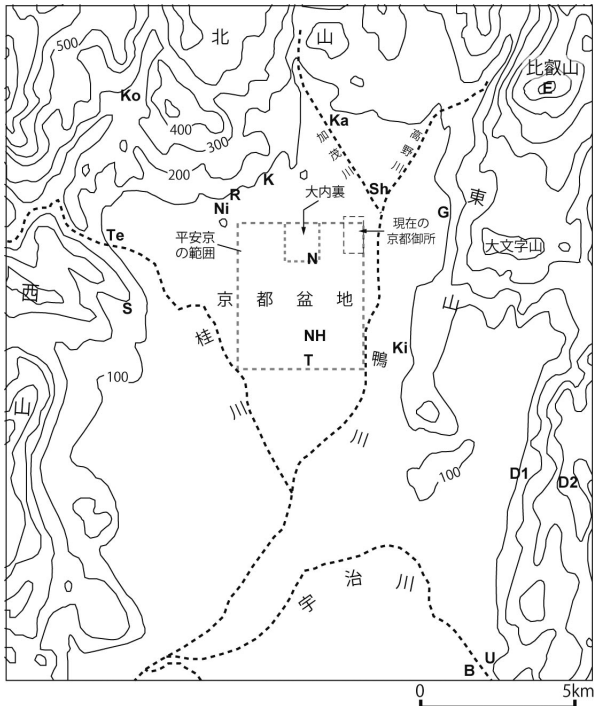 北山
500
比叡山
E
Ko
400
300
Ka
加茂川
高野川
200
K
R
Ni
大内裏
Sh
G
東山
平安京
の範囲
現在の
京都御所
大文字山
Te
N
西山
京都盆地
S
桂川
NH
T
鴨川
Ki
100
100
D1
D2
宇治川
U
B
0
5km